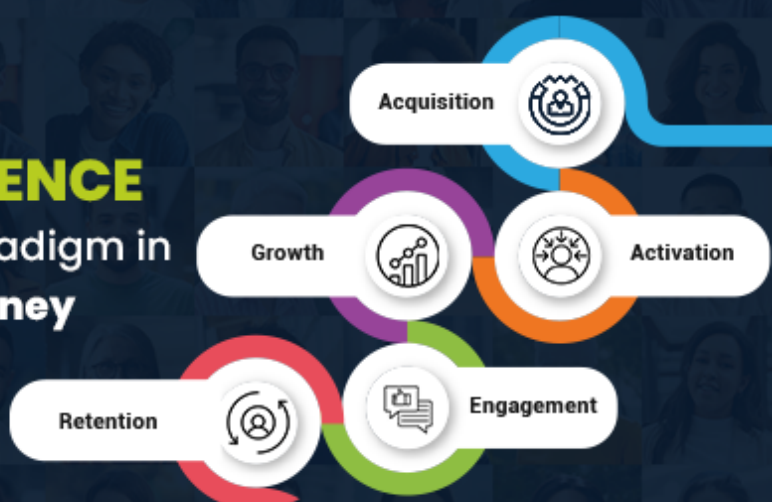 ENCE
adigm in
ney
Acquisition
Growth
Activation
Engagement
Retention